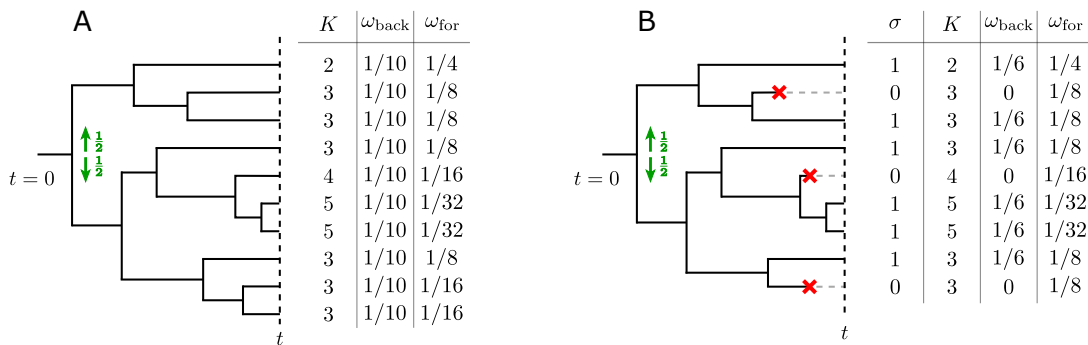 A
K ω_back ω_for
2 1/10 1/4
3 1/10 1/8
3 1/10 1/8
3 1/10 1/8
4 1/10 1/16
5 1/10 1/32
5 1/10 1/32
3 1/10 1/8
3 1/10 1/16
3 1/10 1/16
1/2
1/2
t = 0
t
B
σ K ω_back ω_for
1 2 1/6 1/4
0 3 0 1/8
1 3 1/6 1/8
1 3 1/6 1/8
0 4 0 1/16
1 5 1/6 1/32
1 5 1/6 1/32
1 3 1/6 1/8
0 3 0 1/8
1/2
1/2
t = 0
t